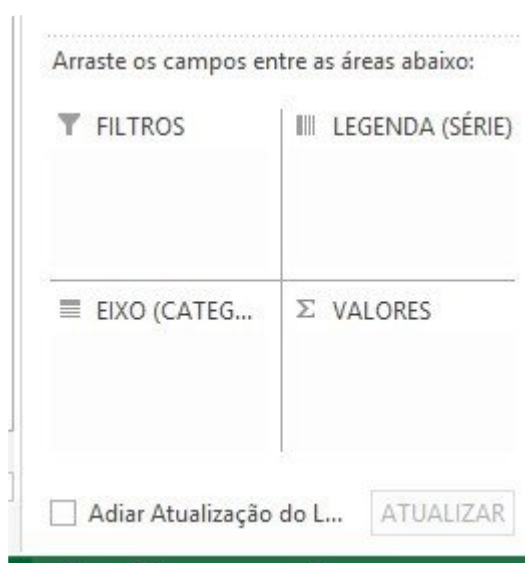 Arraste os campos entre as áreas abaixo:
FILTROS
LEGENDA (SÉRIE)
EIXO (CATEG...
VALORES
Adiar Atualização do L...
ATUALIZAR